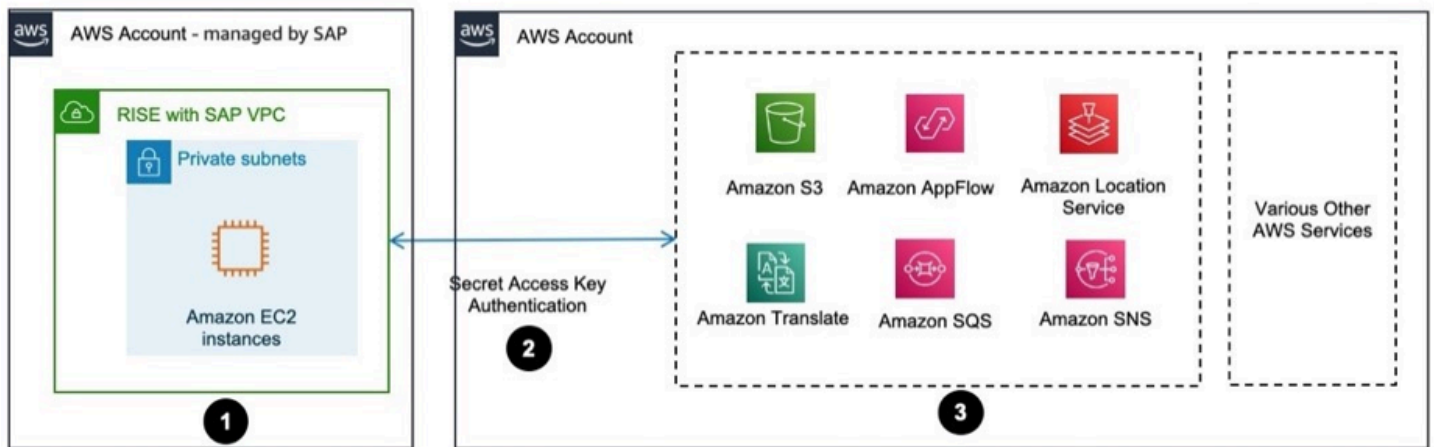 aws
AWS Account - managed by SAP
RISE with SAP VPC
Private subnets
Amazon EC2
instances
1
Secret Access Key
Authentication
2
aws
AWS Account
Amazon S3
Amazon AppFlow
Amazon Location
Service
Amazon Translate
Amazon SQS
Amazon SNS
3
Various Other
AWS Services